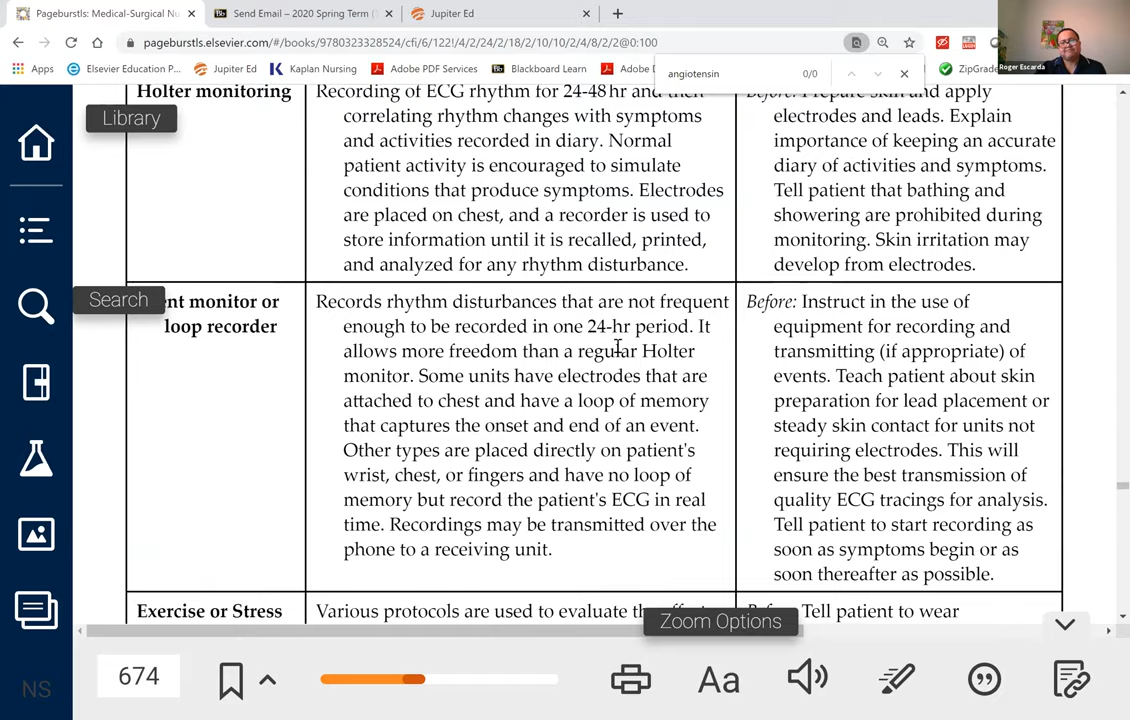 Pageburstls: Medical-Surgical Nu
Send Email – 2020 Spring Term (
Jupiter Ed
pageburstls.elsevier.com/#/books/9780323328524/cfi/6/122!/4/2/24/2/18/2/10/10/2/4/8/2/2@0:100
Roger Escarda
Apps
Elsevier Education P...
Jupiter Ed
Kaplan Nursing
Adobe PDF Services
Blackboard Learn
Adobe D
angiotensin
0/0
ZipGrade
Library
Search
Holter monitoring
Recording of ECG rhythm for 24-48 hr and then
correlating rhythm changes with symptoms
and activities recorded in diary. Normal
patient activity is encouraged to simulate
conditions that produce symptoms. Electrodes
are placed on chest, and a recorder is used to
store information until it is recalled, printed,
and analyzed for any rhythm disturbance.
Before: Prepare skin and apply
electrodes and leads. Explain
importance of keeping an accurate
diary of activities and symptoms.
Tell patient that bathing and
showering are prohibited during
monitoring. Skin irritation may
develop from electrodes.
ent monitor or
loop recorder
Records rhythm disturbances that are not frequent
enough to be recorded in one 24-hr period. It
allows more freedom than a regular Holter
monitor. Some units have electrodes that are
attached to chest and have a loop of memory
that captures the onset and end of an event.
Other types are placed directly on patient's
wrist, chest, or fingers and have no loop of
memory but record the patient's ECG in real
time. Recordings may be transmitted over the
phone to a receiving unit.
Before: Instruct in the use of
equipment for recording and
transmitting (if appropriate) of
events. Teach patient about skin
preparation for lead placement or
steady skin contact for units not
requiring electrodes. This will
ensure the best transmission of
quality ECG tracings for analysis.
Tell patient to start recording as
soon as symptoms begin or as
soon thereafter as possible.
Exercise or Stress
Various protocols are used to evaluate the
Tell patient to wear
Zoom Options
NS
674
Aa